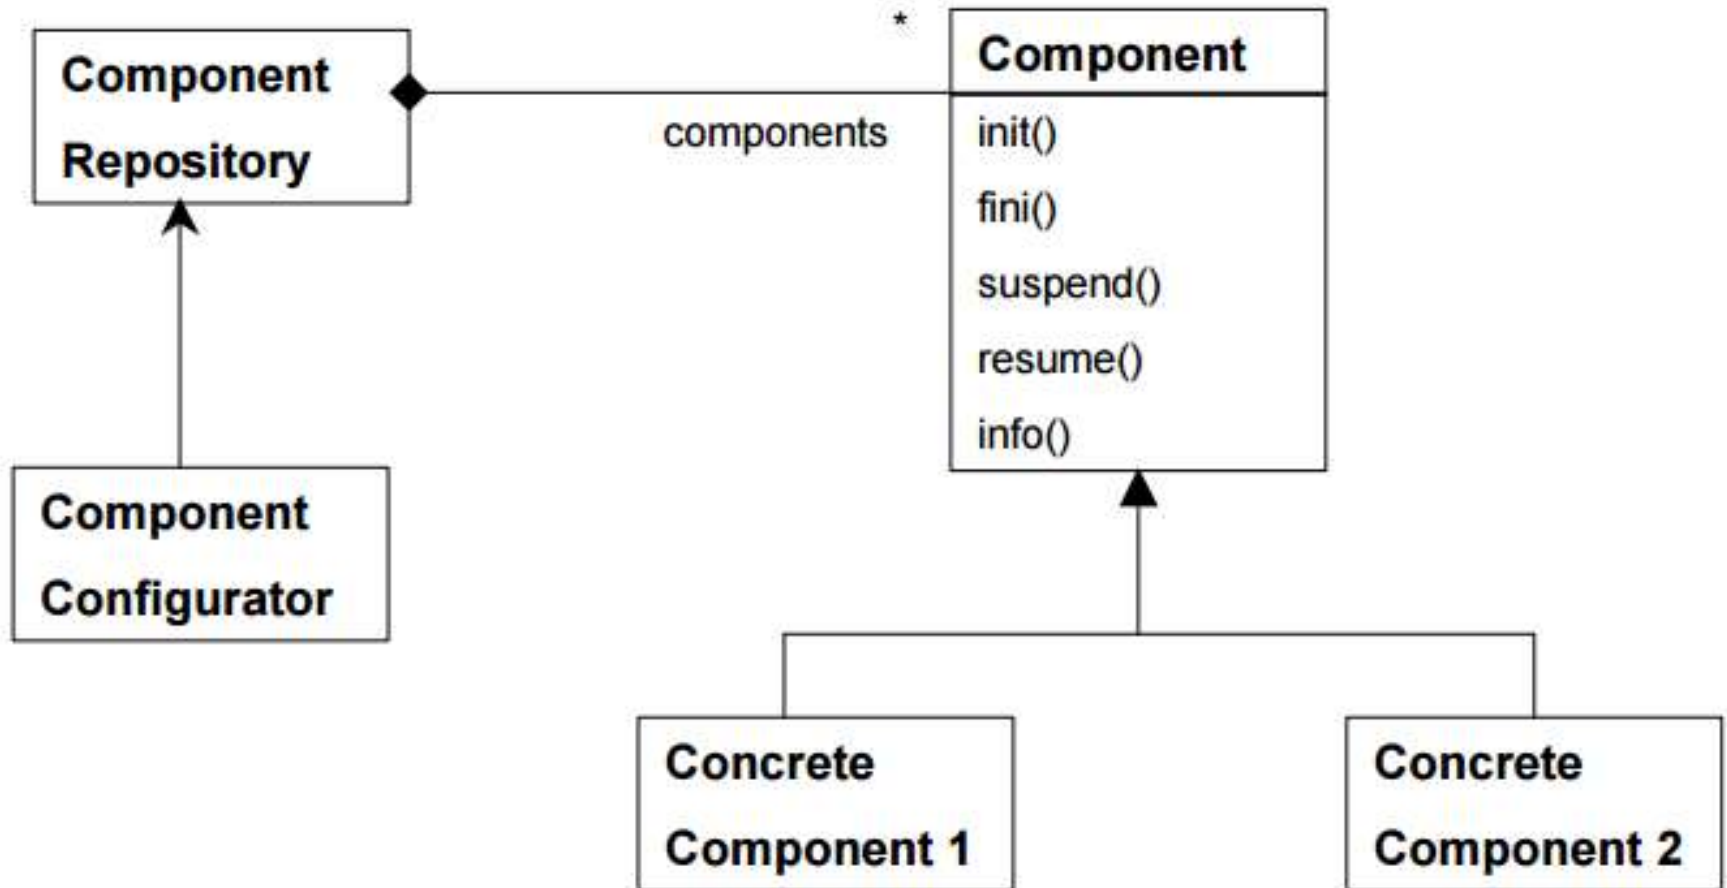 Component
Repository
*
components
Component
init()
fini()
suspend()
resume()
info()
Component
Configurator
Concrete
Component 1
Concrete
Component 2